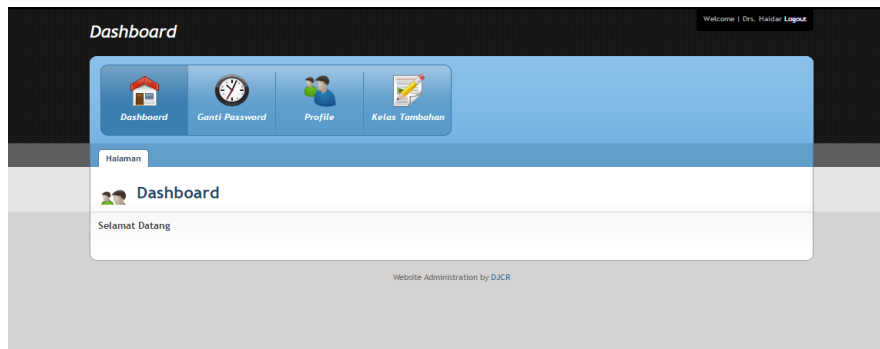 Welcome | Drs. Haidar Logout
Dashboard
Dashboard Ganti Password Profile Kelas Tambahan
Halaman
Dashboard
Selamat Datang
Website Administration by DJCR